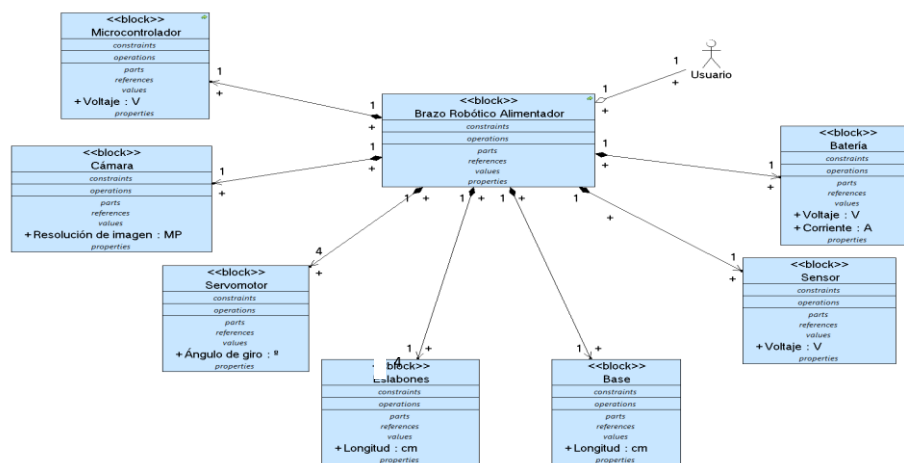 <<block>>
Microcontrolador
constraints
operations
parts
references
values
+ Voltaje : V
properties
1
+
1
+
<<block>>
Brazo Robótico Alimentador
constraints
operations
parts
references
values
properties
1
+
1
Usuario
<<block>>
Cámara
constraints
operations
parts
references
values
+ Resolución de imagen : MP
properties
1
+
1
+
<<block>>
Batería
constraints
operations
parts
references
values
+ Voltaje : V
+ Corriente : A
properties
1
+
1
+
<<block>>
Servomotor
constraints
operations
parts
references
values
+ Ángulo de giro : º
properties
1
+
4
+
<<block>>
Sensor
constraints
operations
parts
references
values
+ Voltaje : V
properties
1
+
1
+
<<block>>
Eslabones
constraints
operations
parts
references
values
+ Longitud : cm
properties
1
+
1
+
4
<<block>>
Base
constraints
operations
parts
references
values
+ Longitud : cm
properties
1
+
1
+